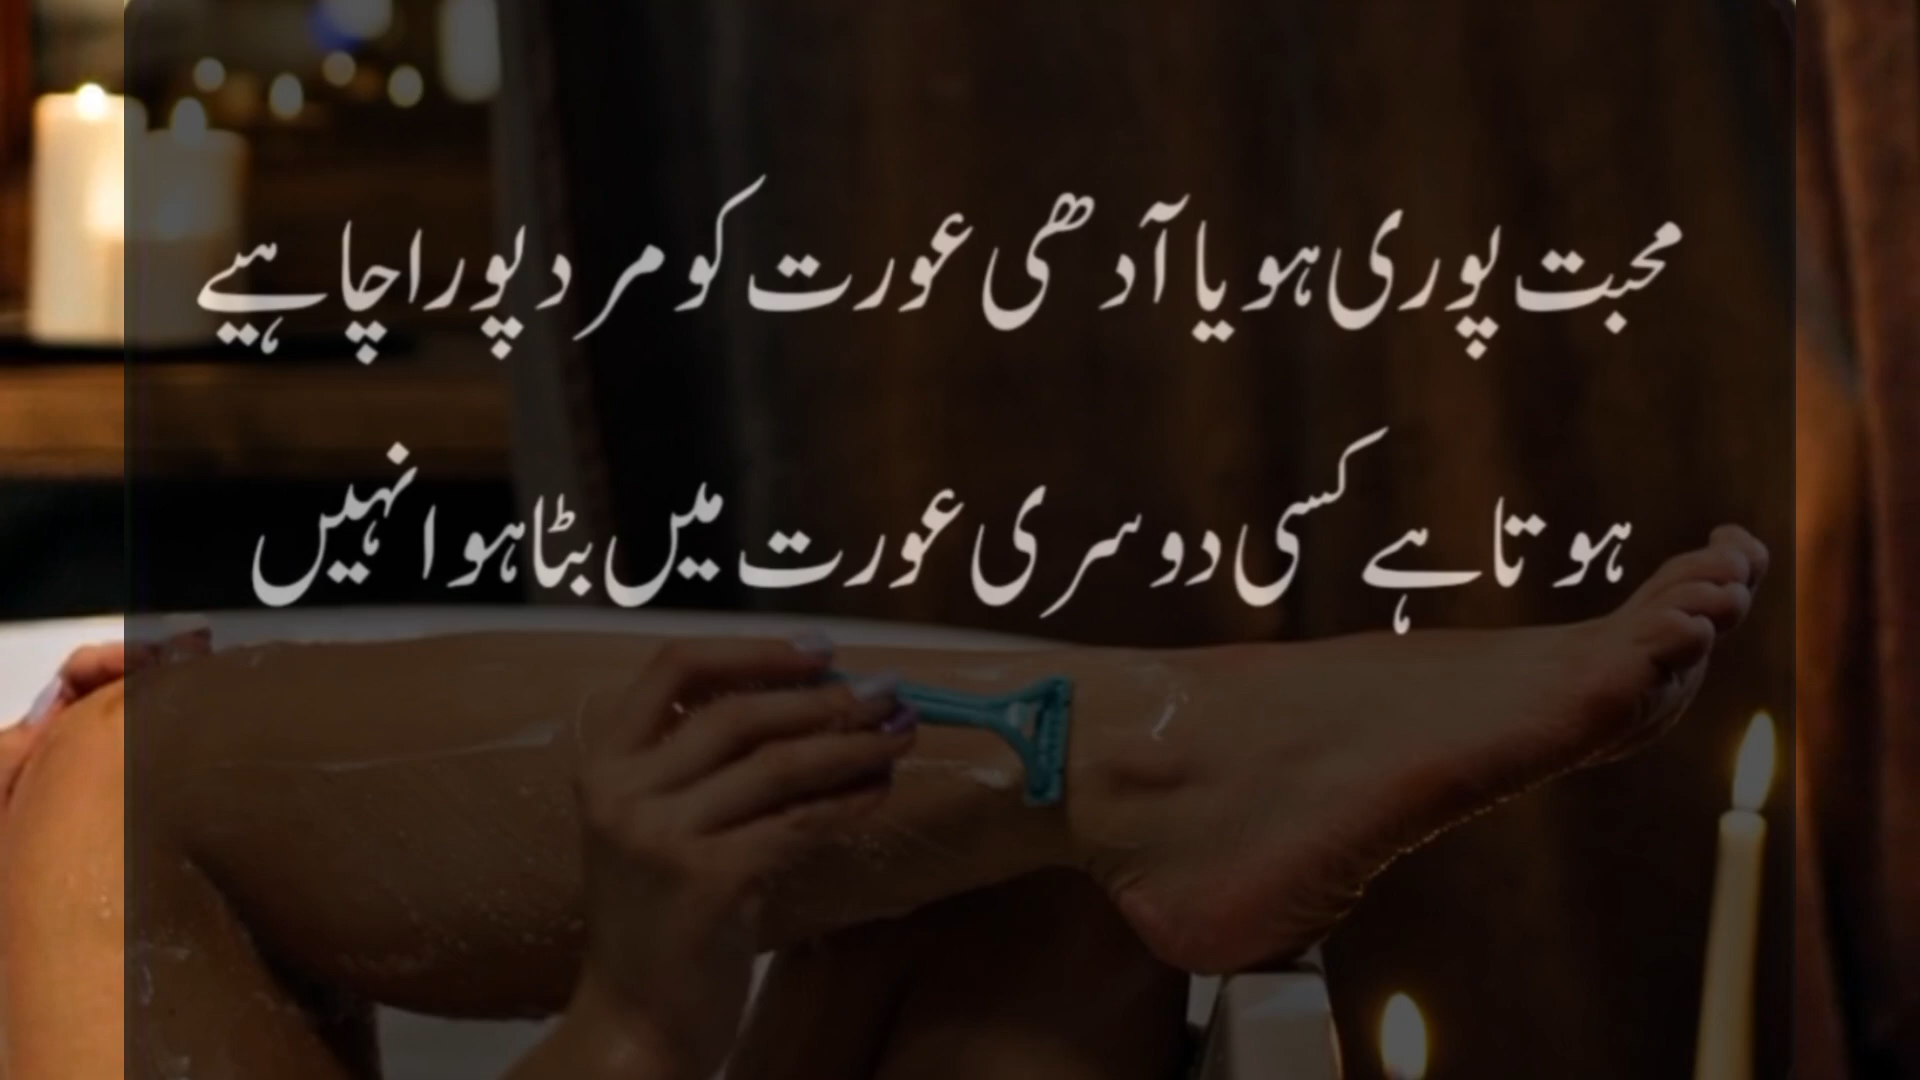 محبت پوری ہو یا آدھی عورت کو مرد پورا چاہیے
ہوتا ہے کسی دوسری عورت میں بٹا ہوا نہیں